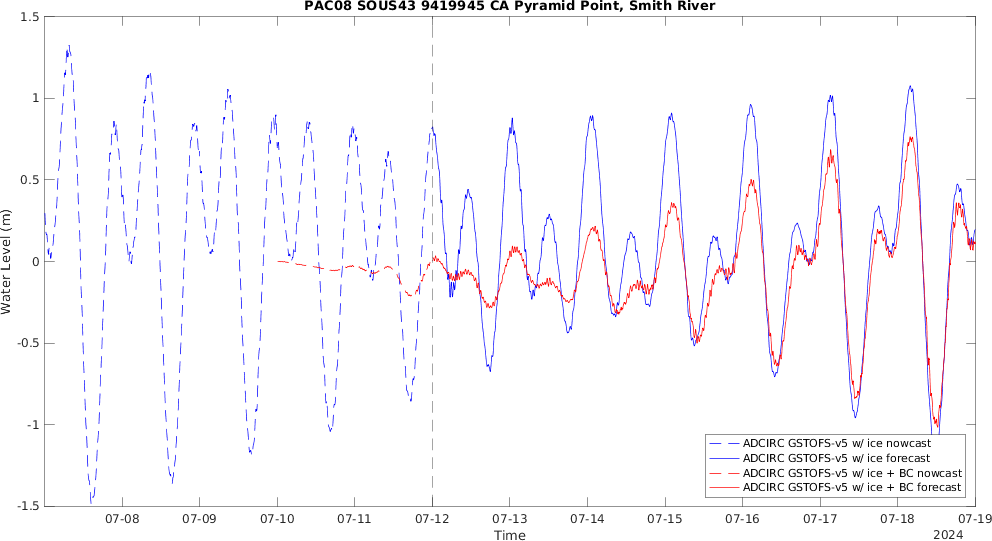 PAC08 SOUS43 9419945 CA Pyramid Point, Smith River
1.5
1
0.5
0
-0.5
-1
-1.5
Water Level (m)
ADCIRC GSTOFS-v5 w/ ice nowcast
ADCIRC GSTOFS-v5 w/ ice forecast
ADCIRC GSTOFS-v5 w/ ice + BC nowcast
ADCIRC GSTOFS-v5 w/ ice + BC forecast
07-08 07-09 07-10 07-11 07-12 07-13 07-14 07-15 07-16 07-17 07-18 07-19
Time
2024